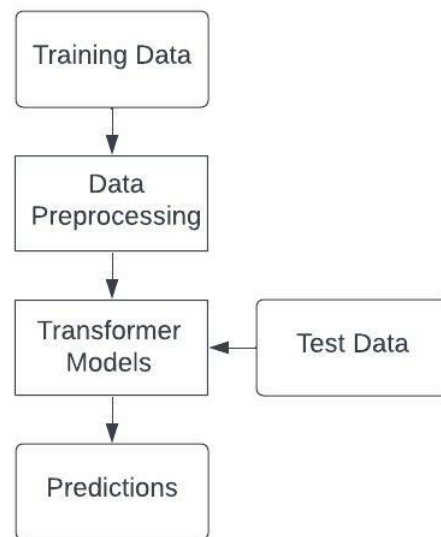 Training Data
Data
Preprocessing
Transformer
Models
Test Data
Predictions